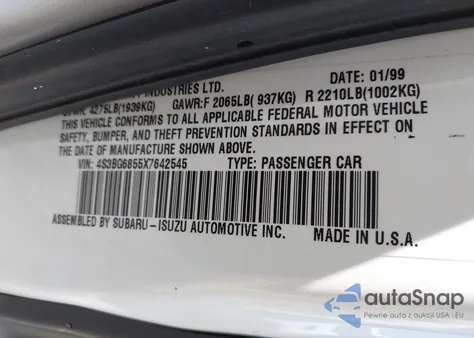 INDUSTRIES LTD. DATE: 01/99
4275LB(1939KG) GAWR:F 2065LB( 937KG) R 2210LB(1002KG)
THIS VEHICLE CONFORMS TO ALL APPLICABLE FEDERAL MOTOR VEHICLE
SAFETY, BUMPER, AND THEFT PREVENTION STANDARDS IN EFFECT ON
THE DATE OF MANUFACTURE SHOWN ABOVE.
VIN: 4S3BG6855X7642545 TYPE: PASSENGER CAR
ASSEMBLED BY SUBARU-ISUZU AUTOMOTIVE INC. MADE IN U.S.A.
autoSnap
Pewne auta z aukcji USA i EU